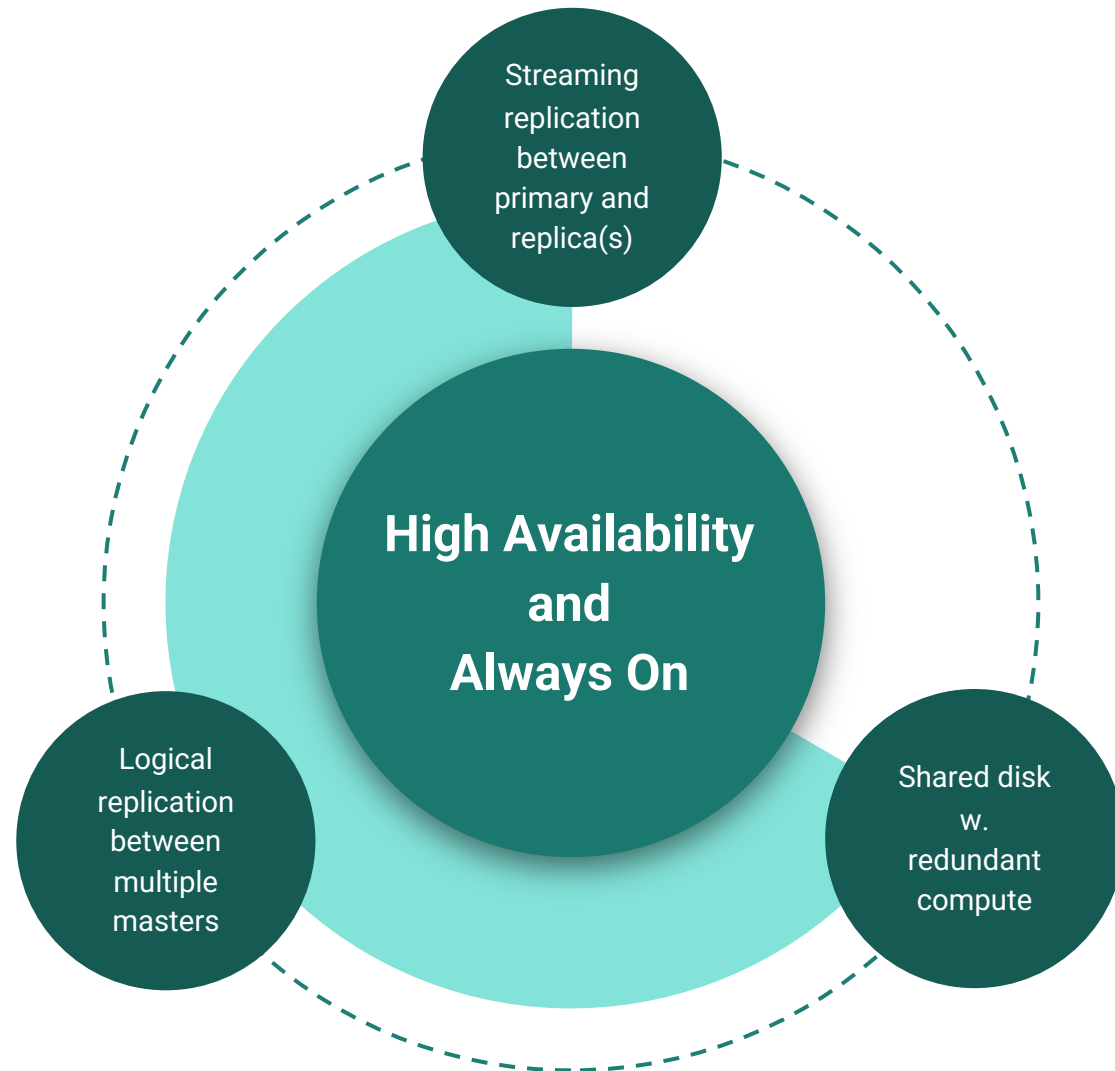 Streaming
replication
between
primary and
replica(s)
High Availability
and
Always On
Logical
replication
between
multiple
masters
Shared disk
w.
redundant
compute